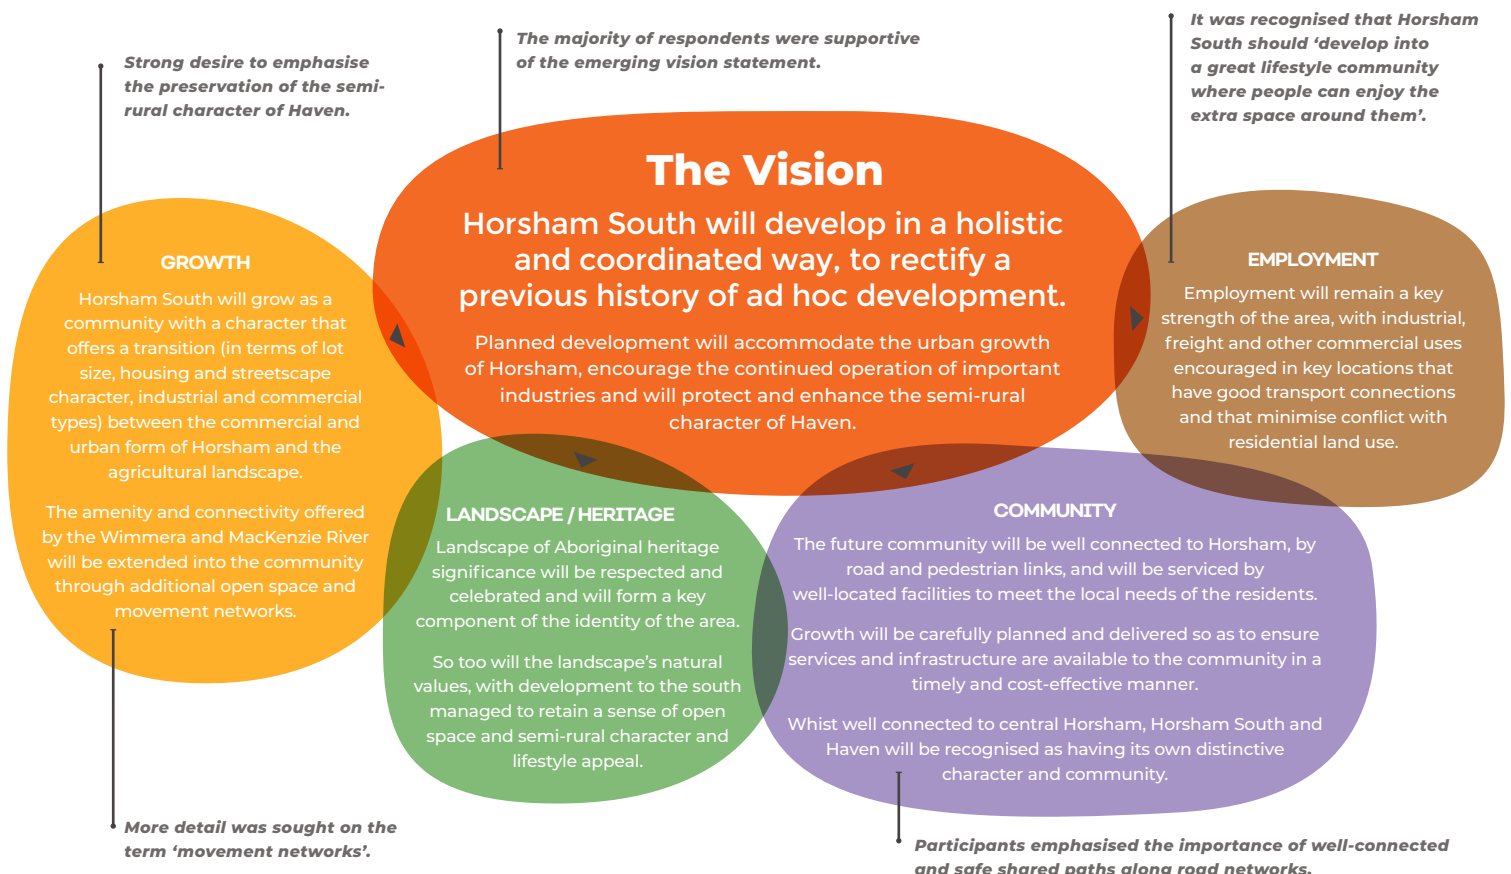 Strong desire to emphasise
the preservation of the semi-
rural character of Haven.
The majority of respondents were supportive
of the emerging vision statement.
It was recognised that Horsham
South should ‘develop into
a great lifestyle community
where people can enjoy the
extra space around them’.
The Vision
Horsham South will develop in a holistic
and coordinated way, to rectify a
previous history of ad hoc development.
Planned development will accommodate the urban growth
of Horsham, encourage the continued operation of important
industries and will protect and enhance the semi-rural
character of Haven.
GROWTH
Horsham South will grow as a
community with a character that
offers a transition (in terms of lot
size, housing and streetscape
character, industrial and commercial
types) between the commercial and
urban form of Horsham and the
agricultural landscape.
The amenity and connectivity offered
by the Wimmera and MacKenzie River
will be extended into the community
through additional open space and
movement networks.
EMPLOYMENT
Employment will remain a key
strength of the area, with industrial,
freight and other commercial uses
encouraged in key locations that
have good transport connections
and that minimise conflict with
residential land use.
LANDSCAPE / HERITAGE
Landscape of Aboriginal heritage
significance will be respected and
celebrated and will form a key
component of the identity of the area.
So too will the landscape’s natural
values, with development to the south
managed to retain a sense of open
space and semi-rural character and
lifestyle appeal.
COMMUNITY
The future community will be well connected to Horsham, by
road and pedestrian links, and will be serviced by
well-located facilities to meet the local needs of the residents.
Growth will be carefully planned and delivered so as to ensure
services and infrastructure are available to the community in a
timely and cost-effective manner.
Whist well connected to central Horsham, Horsham South and
Haven will be recognised as having its own distinctive
character and community.
More detail was sought on the
term ‘movement networks’.
Participants emphasised the importance of well-connected
and safe shared paths along road networks.